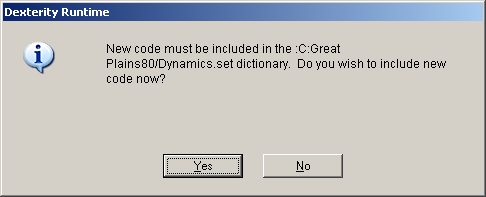 Dexterity Runtime
New code must be included in the :C:Great
Plains80/Dynamics.set dictionary.  Do you wish to include new
code now?
Yes
No